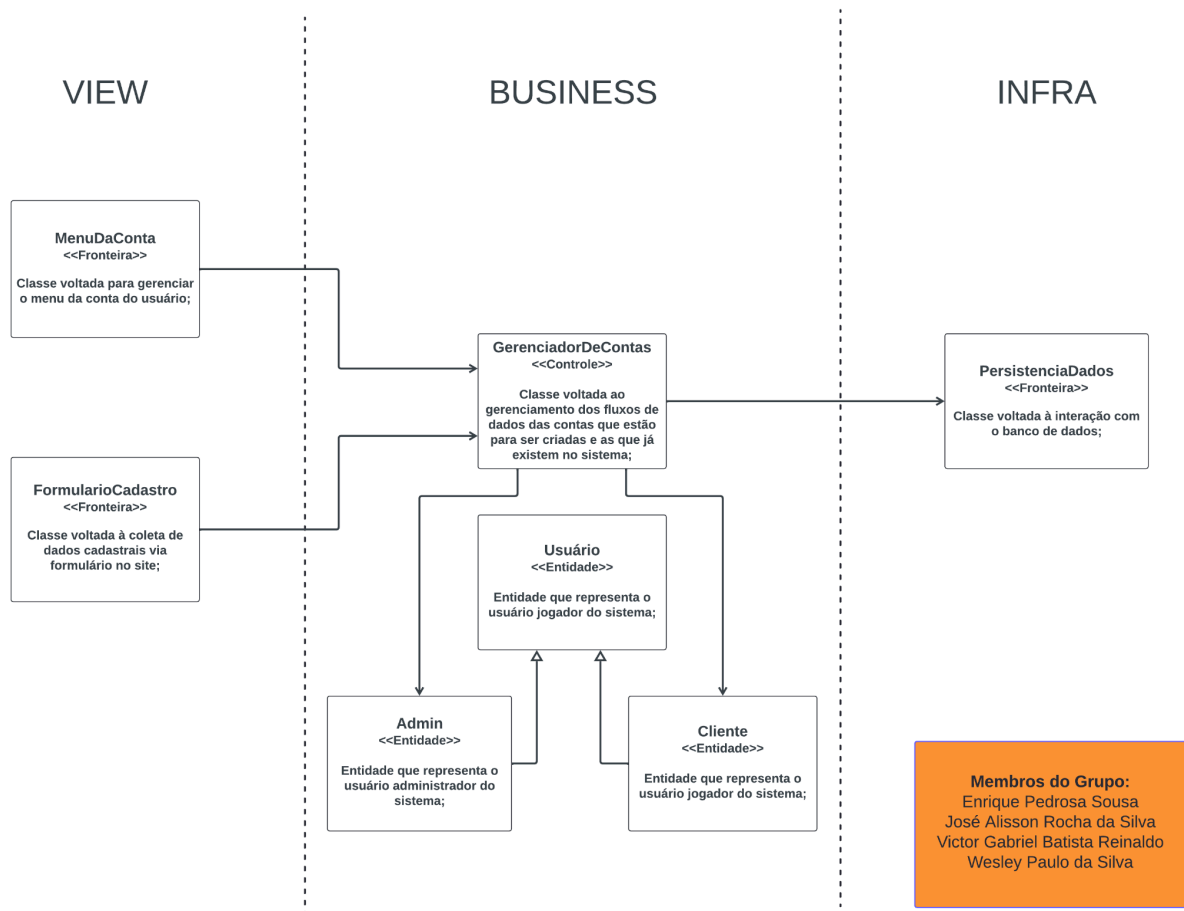 VIEW
BUSINESS
INFRA
MenuDaConta
<<Fronteira>>
Classe voltada para gerenciar
o menu da conta do usuário;
GerenciadorDeContas
<<Controle>>
Classe voltada ao
gerenciamento dos fluxos de
dados das contas que estão
para ser criadas e as que já
existem no sistema;
PersistenciaDados
<<Fronteira>>
Classe voltada à interação com
o banco de dados;
FormularioCadastro
<<Fronteira>>
Classe voltada à coleta de
dados cadastrais via
formulário no site;
Usuário
<<Entidade>>
Entidade que representa o
usuário jogador do sistema;
Admin
<<Entidade>>
Entidade que representa o
usuário administrador do
sistema;
Cliente
<<Entidade>>
Entidade que representa o
usuário jogador do sistema;
Membros do Grupo:
Enrique Pedrosa Sousa
José Alisson Rocha da Silva
Victor Gabriel Batista Reinaldo
Wesley Paulo da Silva